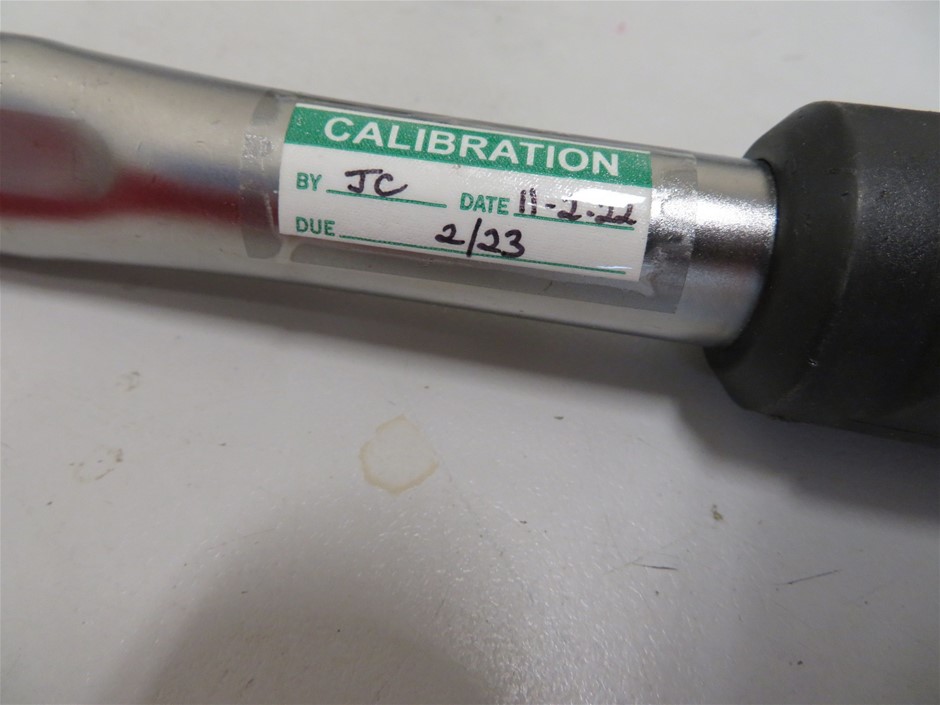 CALIBRATION
BY JC DATE 11-2-22
DUE 2/23